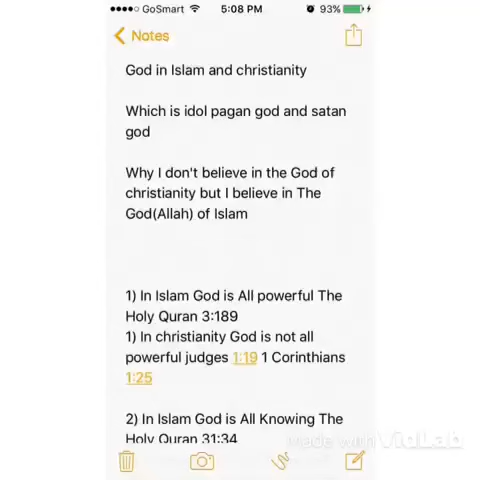 GoSmart 5:08 PM 93%
Notes
God in Islam and christianity
Which is idol pagan god and satan
god
Why I don't believe in the God of
christianity but I believe in The
God(Allah) of Islam
1) In Islam God is All powerful The
Holy Quran 3:189
1) In christianity God is not all
powerful judges 1:19 1 Corinthians
1:25
2) In Islam God is All Knowing The
Holy Quran 31:34
Made with VidLab